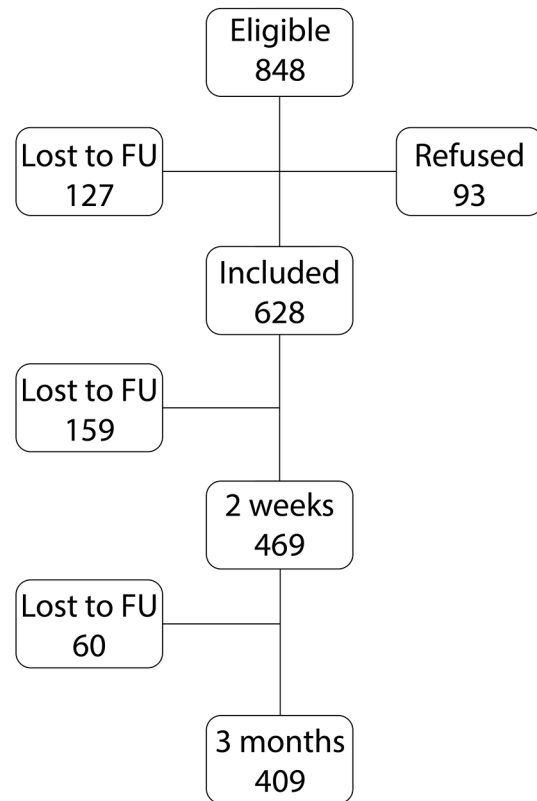 Eligible
848
Lost to FU
127
Refused
93
Included
628
Lost to FU
159
2 weeks
469
Lost to FU
60
3 months
409